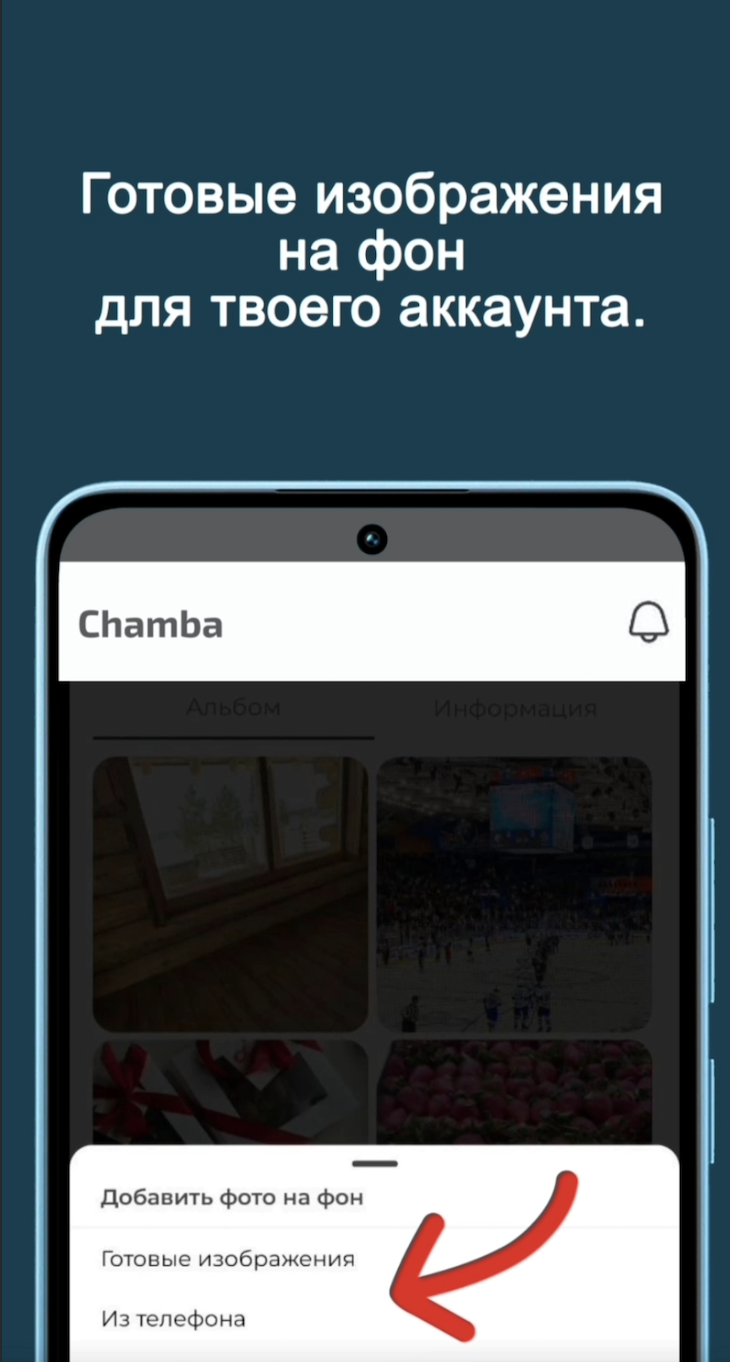 Готовые изображения
на фон
для твоего аккаунта.
Chamba
Альбом
Информация
Добавить фото на фон
Готовые изображения
Из телефона